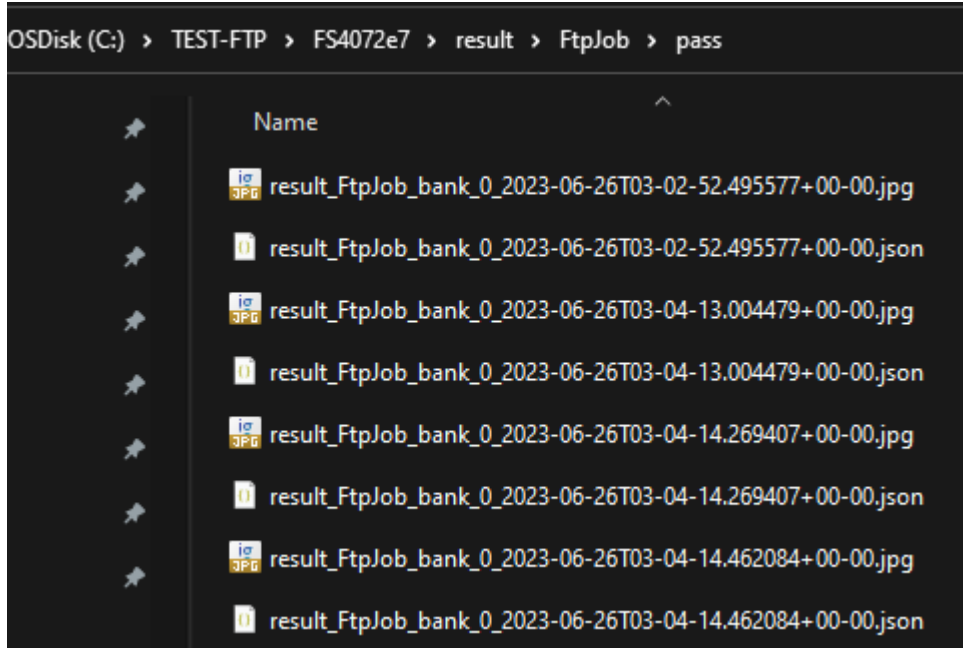 OSDisk (C:) > TEST-FTP > FS4072e7 > result > FtpJob > pass
Name
result_FtpJob_bank_0_2023-06-26T03-02-52.495577+00-00.jpg
result_FtpJob_bank_0_2023-06-26T03-02-52.495577+00-00.json
result_FtpJob_bank_0_2023-06-26T03-04-13.004479+00-00.jpg
result_FtpJob_bank_0_2023-06-26T03-04-13.004479+00-00.json
result_FtpJob_bank_0_2023-06-26T03-04-14.269407+00-00.jpg
result_FtpJob_bank_0_2023-06-26T03-04-14.269407+00-00.json
result_FtpJob_bank_0_2023-06-26T03-04-14.462084+00-00.jpg
result_FtpJob_bank_0_2023-06-26T03-04-14.462084+00-00.json